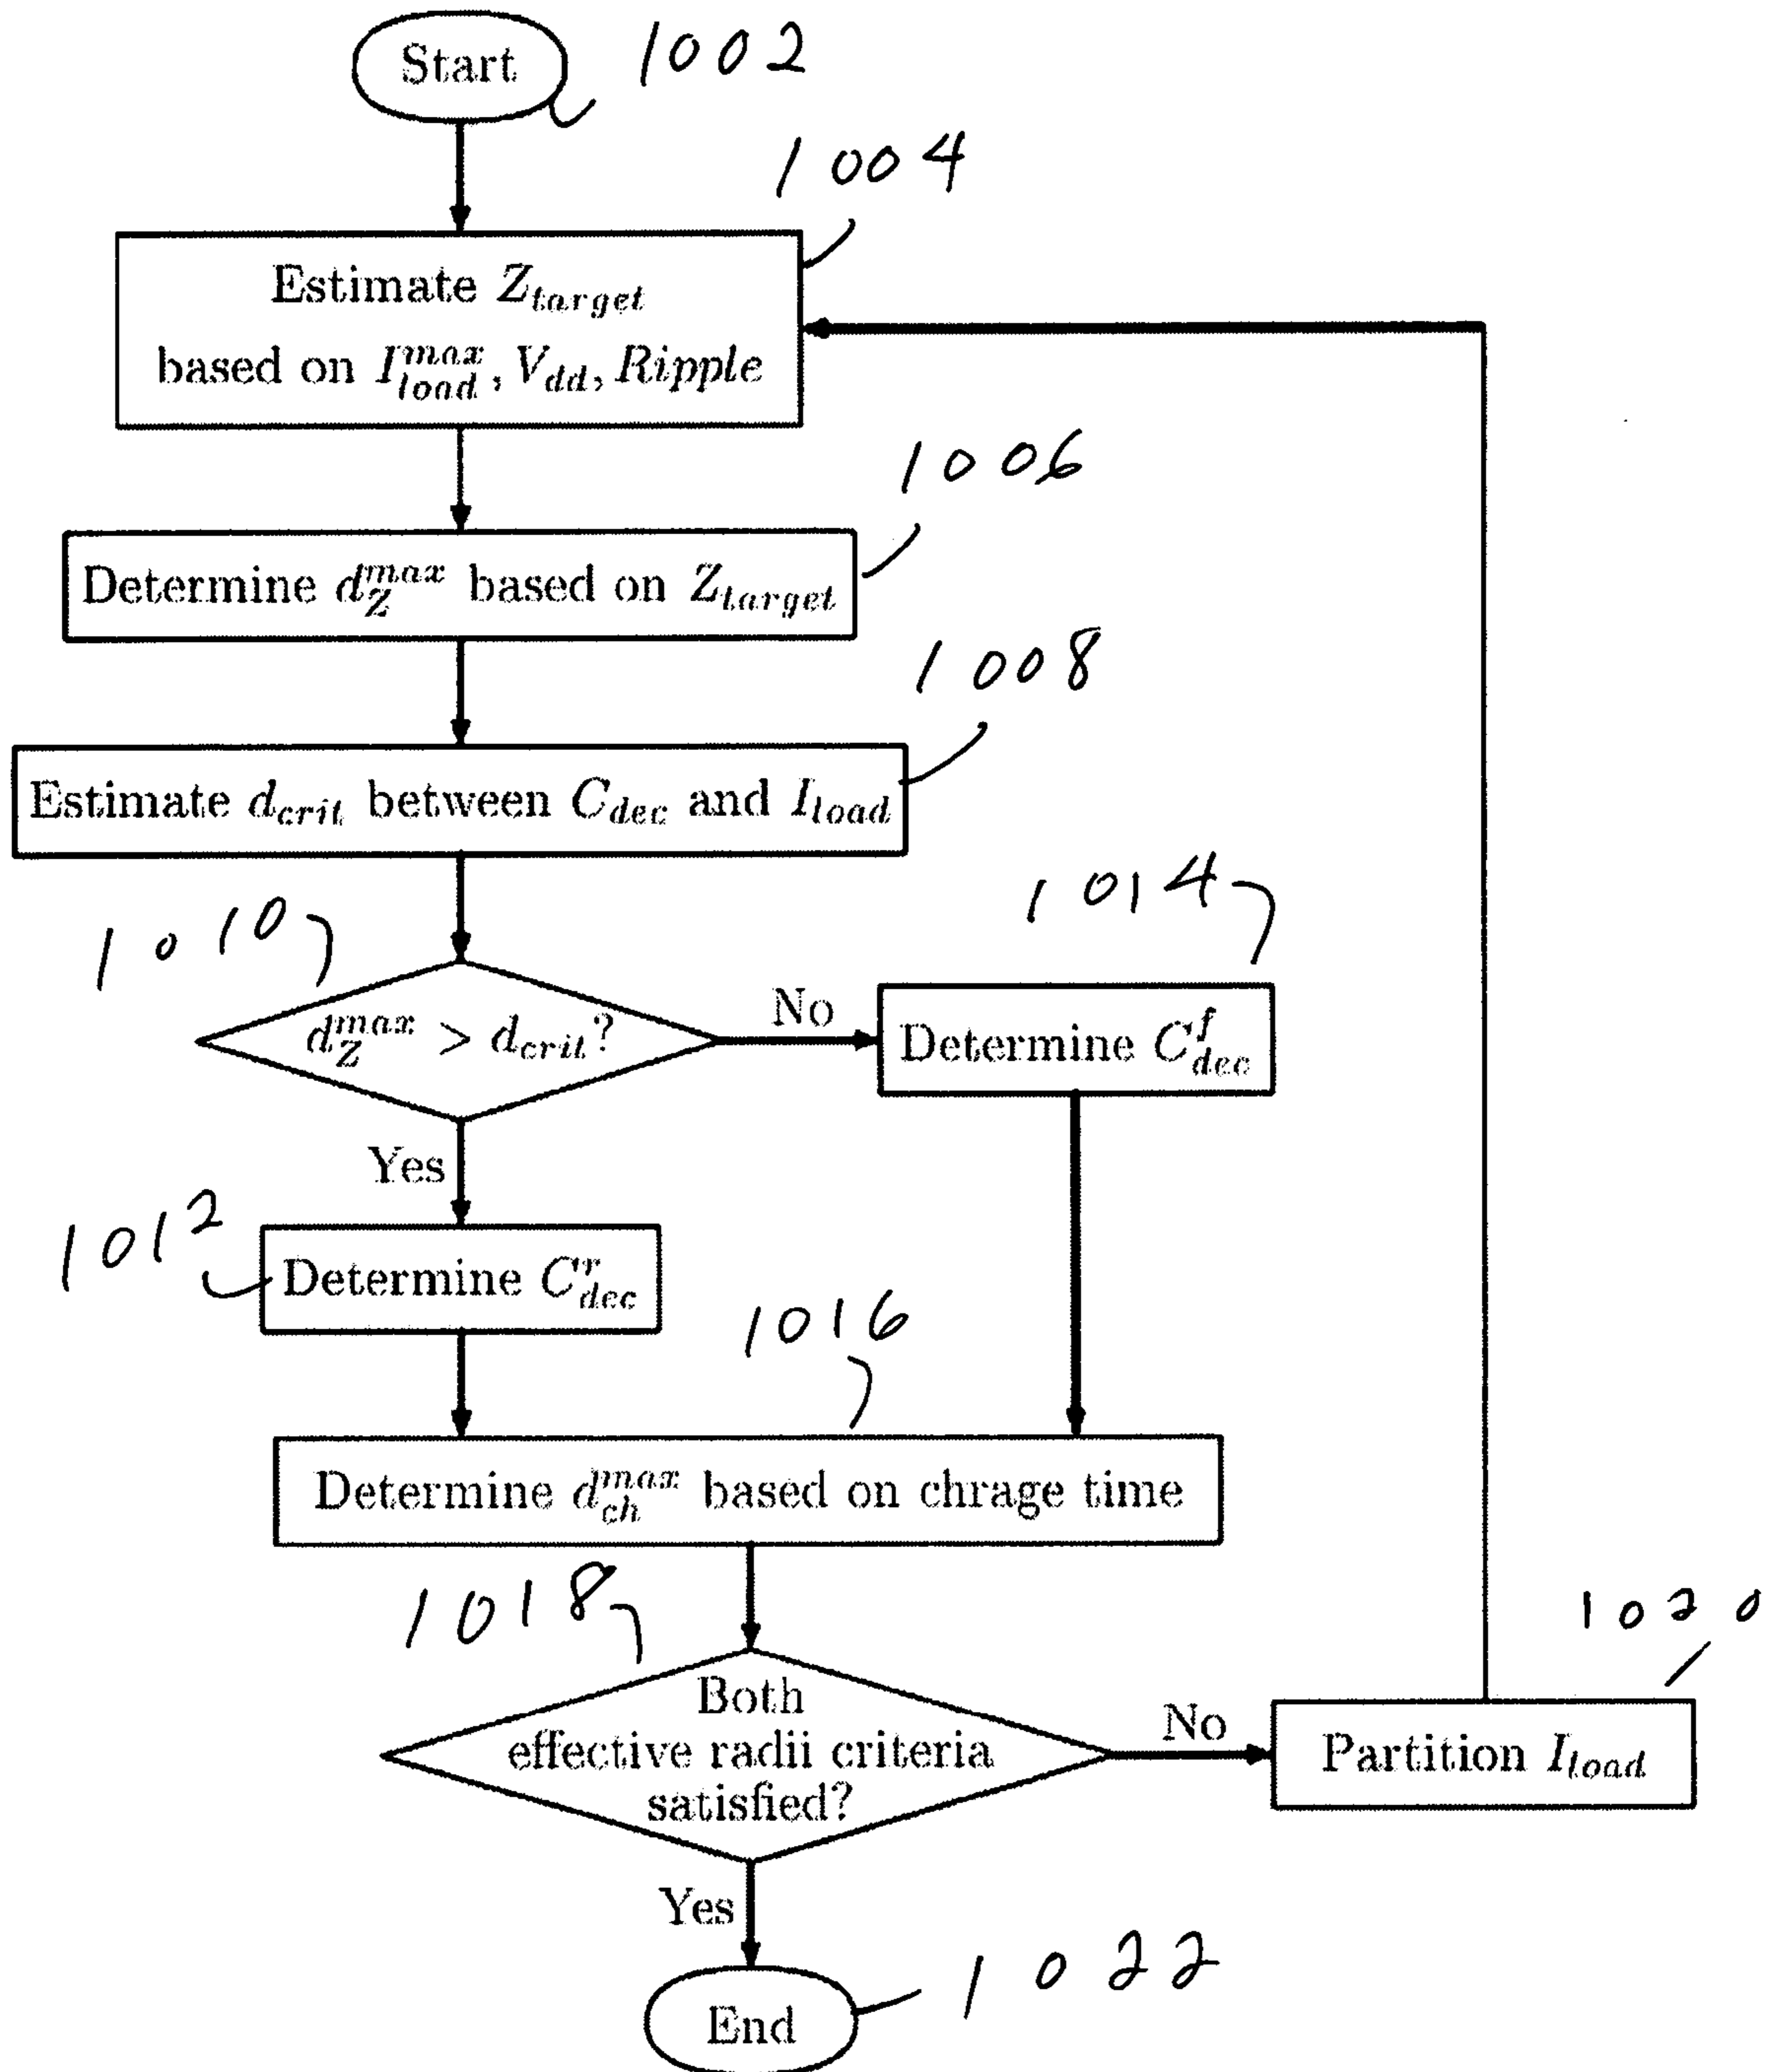 Start
1002
1004
Estimate Z_target
based on I_load^max, V_dd, Ripple
1006
Determine d_Z^max based on Z_target
1008
Estimate d_crit between C_dec and I_load
1010
d_Z^max > d_crit?
No
1014
Determine C_dec^f
Yes
1012
Determine C_dec^r
1016
Determine d_ch^max based on chrage time
1018
Both
effective radii criteria
satisfied?
No
1020
Partition I_load
Yes
End
1022